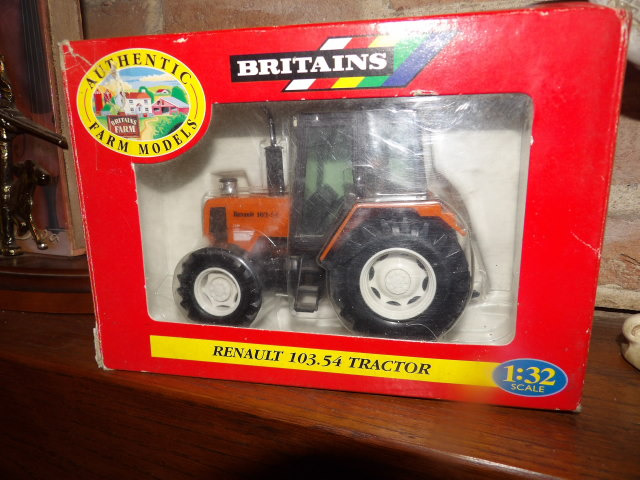 AUTHENTIC
FARM MODELS
BRITAINS
FARM
BRITAINS
Renault 103-54
RENAULT 103.54 TRACTOR
1:32
SCALE